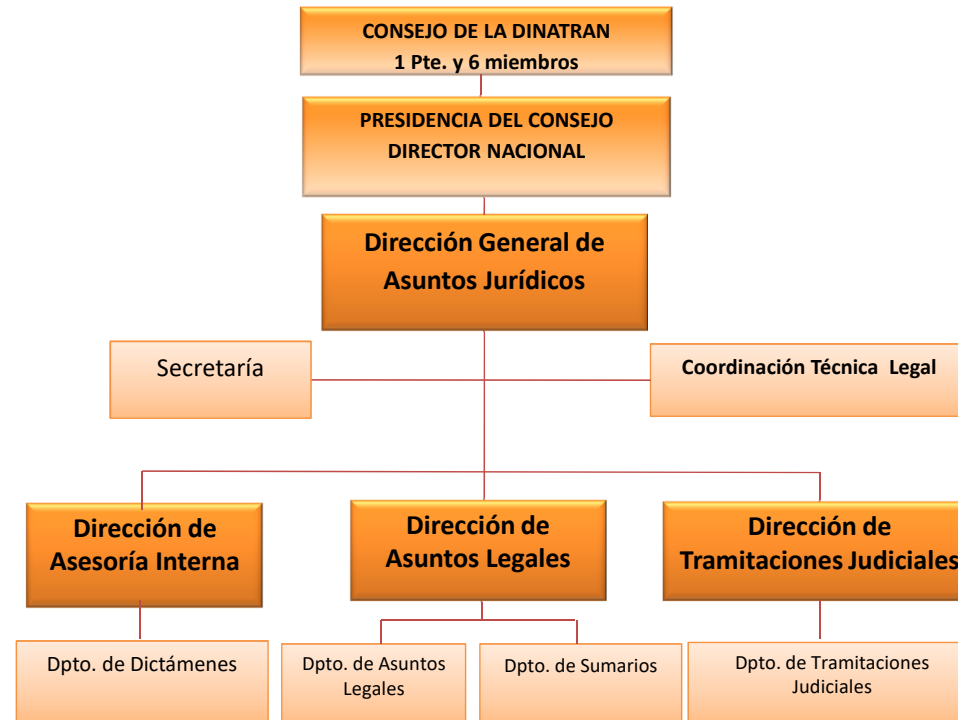 CONSEJO DE LA DINATRAN
1 Pte. y 6 miembros
PRESIDENCIA DEL CONSEJO
DIRECTOR NACIONAL
Dirección General de
Asuntos Jurídicos
Secretaría
Coordinación Técnica Legal
Dirección de
Asesoría Interna
Dirección de
Asuntos Legales
Dirección de
Tramitaciones Judiciales
Dpto. de Dictámenes
Dpto. de Asuntos
Legales
Dpto. de Sumarios
Dpto. de Tramitaciones
Judiciales